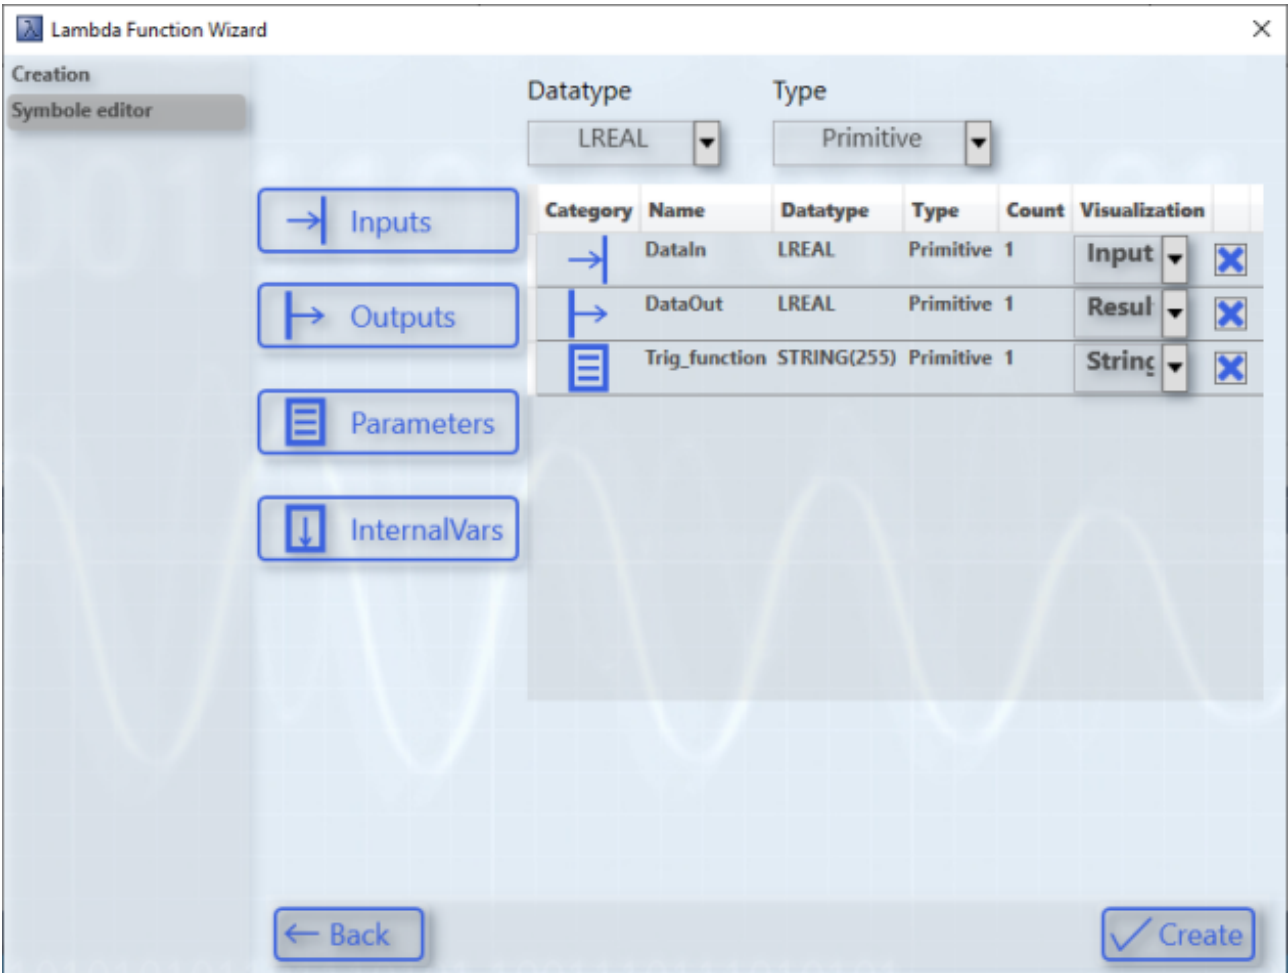 Lambda Function Wizard
Creation
Symbole editor
Datatype Type
LREAL Primitive
Inputs
Outputs
Parameters
InternalVars
Category Name Datatype Type Count Visualization
DataIn LREAL Primitive 1 Input
DataOut LREAL Primitive 1 Resul
Trig_function STRING(255) Primitive 1 String
Back
Create